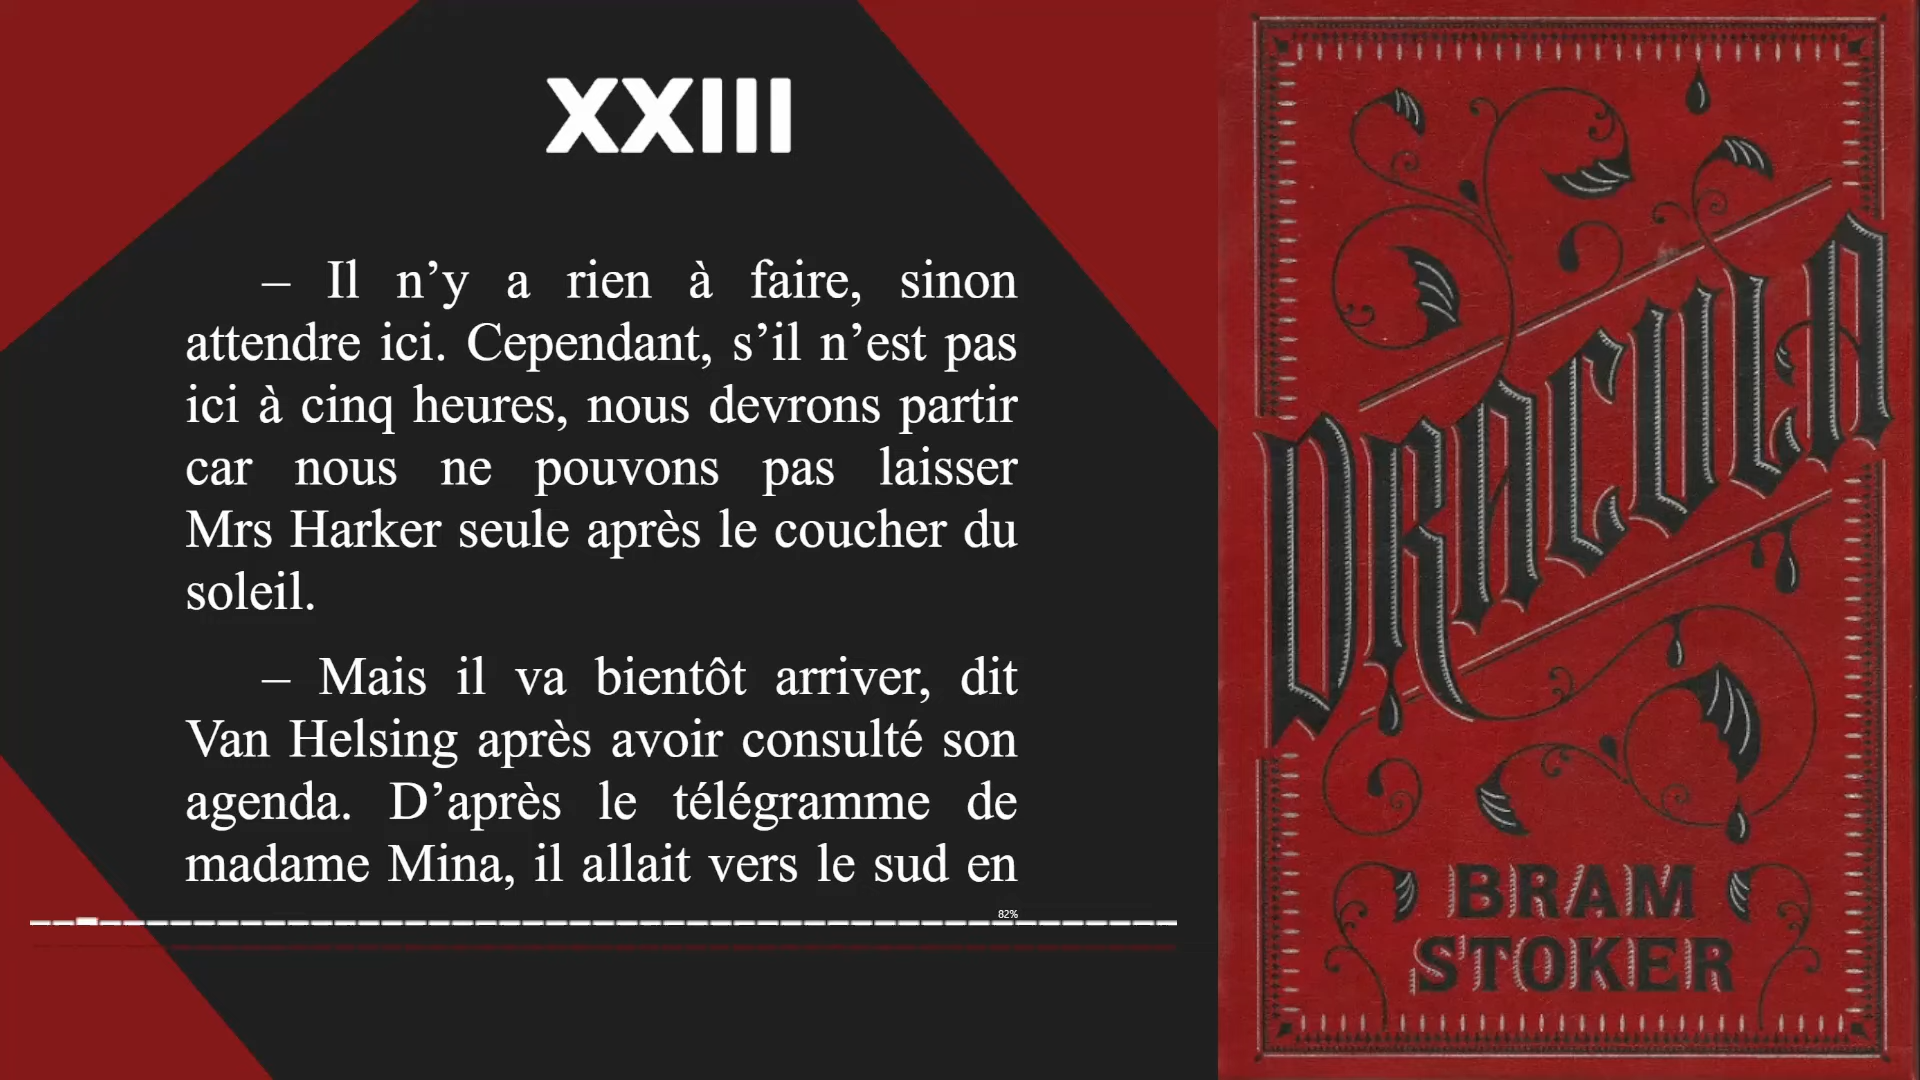 XXIII
– Il n’y a rien à faire, sinon
attendre ici. Cependant, s’il n’est pas
ici à cinq heures, nous devrons partir
car nous ne pouvons pas laisser
Mrs Harker seule après le coucher du
soleil.
– Mais il va bientôt arriver, dit
Van Helsing après avoir consulté son
agenda. D’après le télégramme de
madame Mina, il allait vers le sud en
82%
DRACULA
BRAM
STOKER